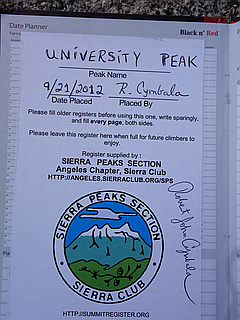 Date Planner
Black n' Red
UNIVERSITY PEAK
Peak Name
9/21/2012 R. Cymbala
Date Placed Placed By
Please fill older registers before using this one, write sparingly,
and fill every page, both sides.
Please leave this register here when full for future climbers to
enjoy.
Register supplied by :
SIERRA PEAKS SECTION
Angeles Chapter, Sierra Club
HTTP://ANGELES.SIERRACLUB.ORG/SPS
SIERRA PEAKS SECTION
SIERRA CLUB
Robert John Cymbala
HTTP://SUMMITREGISTER.ORG